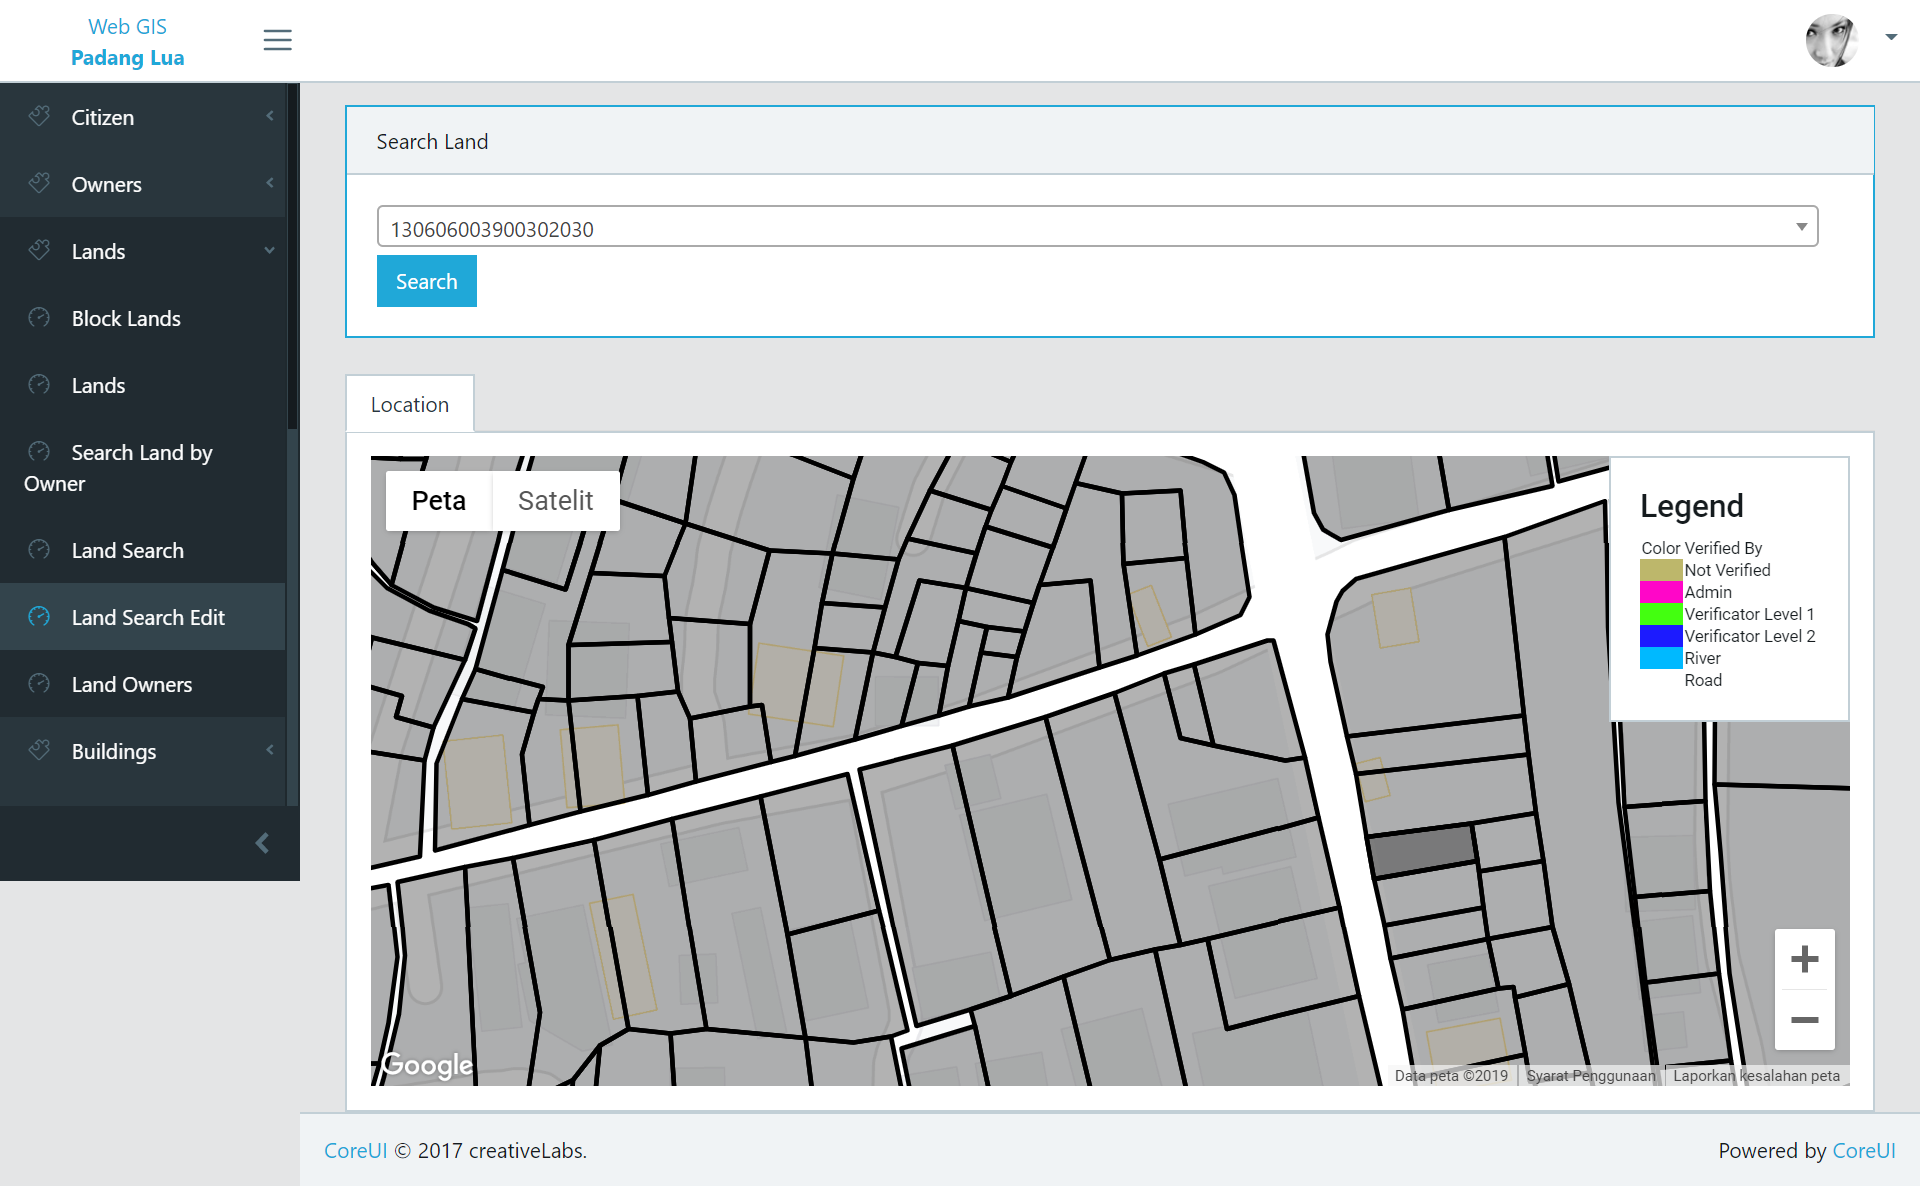 Web GIS
Padang Lua
Citizen
Owners
Lands
Block Lands
Lands
Search Land by
Owner
Land Search
Land Search Edit
Land Owners
Buildings
Search Land
130606003900302030
Search
Location
Peta
Satelit
Legend
Color Verified By
Not Verified
Admin
Verificator Level 1
Verificator Level 2
River
Road
Google
Data peta ©2019
Syarat Penggunaan
Laporkan kesalahan peta
CoreUI © 2017 creativeLabs.
Powered by CoreUI